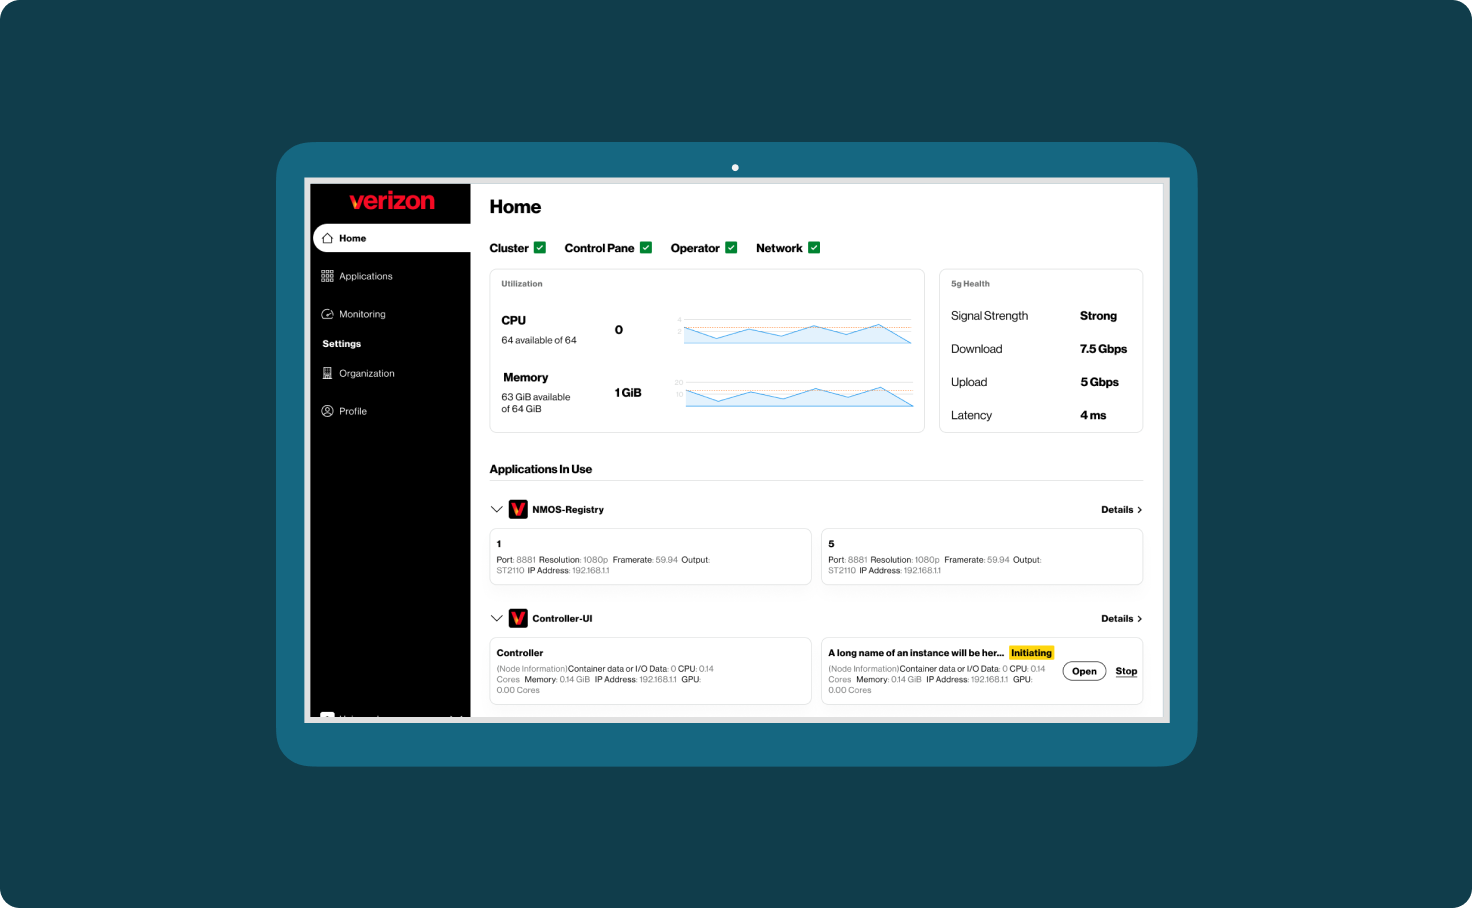 verizon
Home
Applications
Monitoring
Settings
Organization
Profile
Home
Cluster Control Pane Operator Network
Utilization
CPU
64 available of 64
0
4
2
Memory
63 GiB available
of 64 GiB
1 GiB
20
10
5g Health
Signal Strength Strong
Download 7.5 Gbps
Upload 5 Gbps
Latency 4 ms
Applications In Use
NMOS-Registry Details >
1
Port: 8881 Resolution: 1080p Framerate: 59.94 Output:
ST2110 IP Address: 192.168.1.1
5
Port: 8881 Resolution: 1080p Framerate: 59.94 Output:
ST2110 IP Address: 192.168.1.1
Controller-UI Details >
Controller
(Node Information)Container data or I/O Data: 0 CPU: 0.14
Cores Memory: 0.14 GiB IP Address: 192.168.1.1 GPU:
0.00 Cores
A long name of an instance will be her... Initiating
(Node Information)Container data or I/O Data: 0 CPU: 0.14
Cores Memory: 0.14 GiB IP Address: 192.168.1.1 GPU:
0.00 Cores
Open Stop